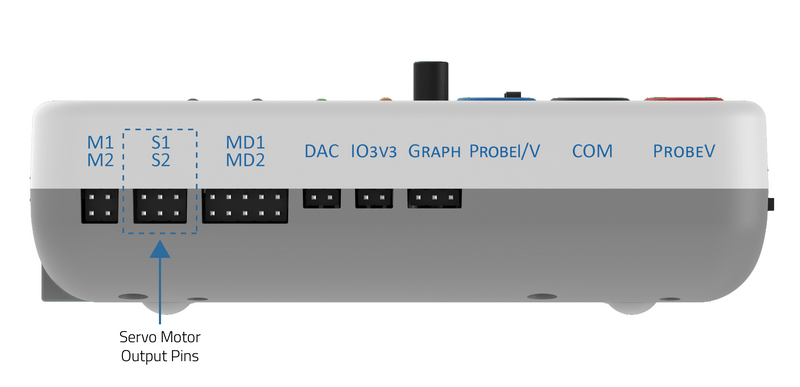 M1
M2
S1
S2
MD1
MD2
DAC
IO3V3
GRAPH
PROBEI/V
COM
PROBEV
Servo Motor
Output Pins